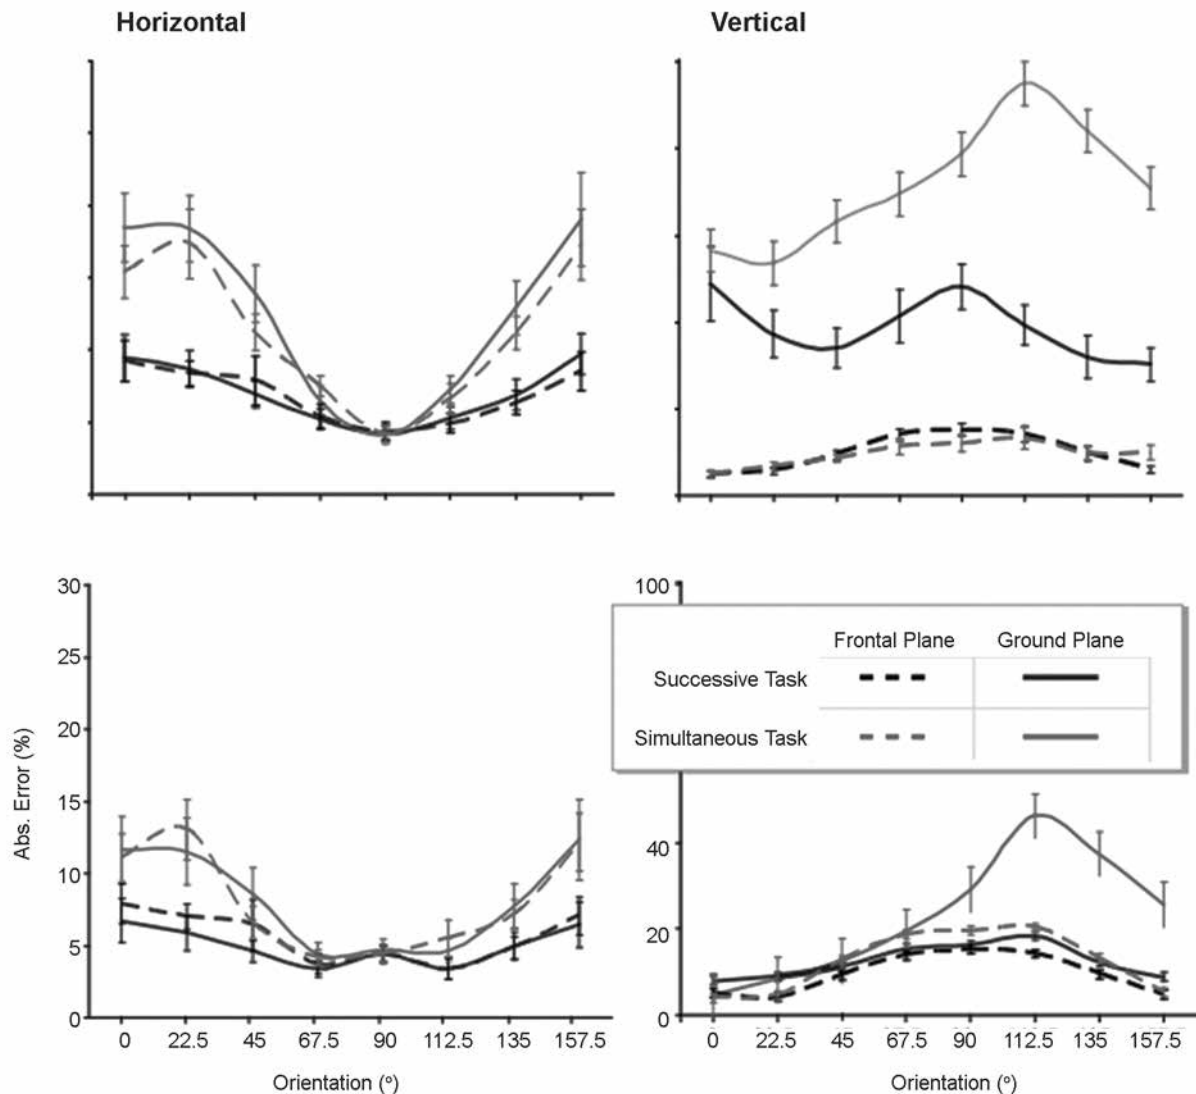 Horizontal
Vertical
30
25
20
15
10
5
0
Abs. Error (%)
0 22.5 45 67.5 90 112.5 135 157.5
Orientation (º)
100
40
20
0
Frontal Plane Ground Plane
Successive Task
Simultaneous Task
0 22.5 45 67.5 90 112.5 135 157.5
Orientation (º)